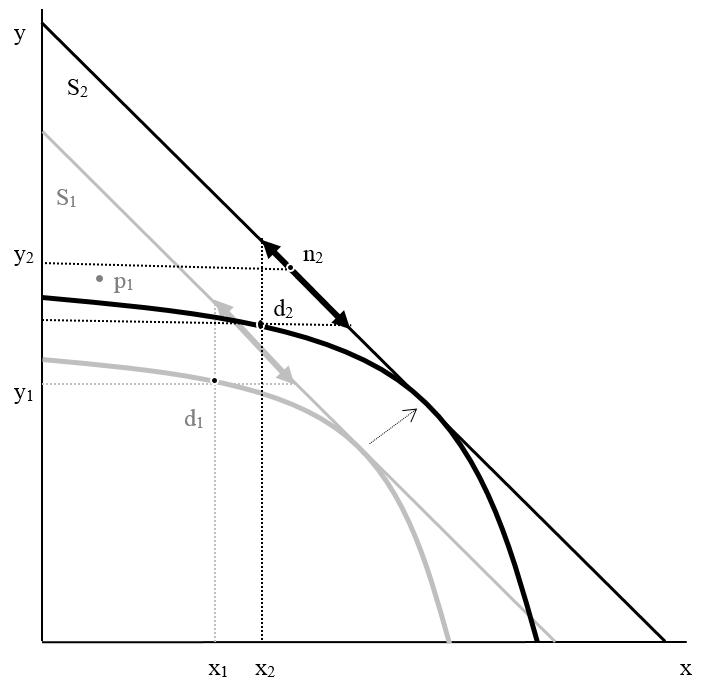 y
S₂
S₁
y₂
n₂
p₁
d₂
y₁
d₁
x₁
x₂
x